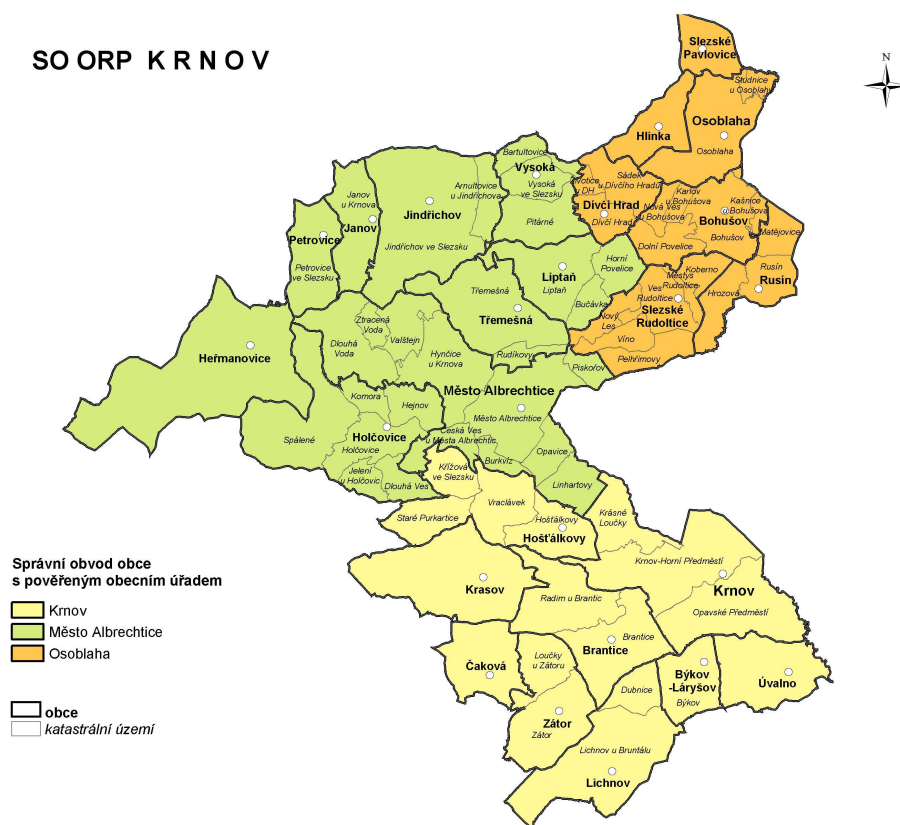 SO ORP K R N O V
N
Slezské
Pavlovice
Studnice
u Osoblahy
Osoblaha
Osoblaha
Hlinka
Bartultovice
Vysoká
Vysoká
ve Slezsku
Pitárné
Sádek
u Dívčího Hradu
DH
Dívčí Hrad
Dívčí Hrad
Karlov
u Bohušova
Nová Ves
u Bohušova
Kašnice
u Bohušova
Bohušov
Bohušov
Dolní Povelice
Matějovice
Rusín
Rusín
Arnultovice
u Jindřichova
Jindřichov
Jindřichov ve Slezsku
Janov
u Krnova
Janov
Petrovice
Petrovice
ve Slezsku
Horní
Povelice
Liptaň
Liptaň
Bučávka
Koberno
Městys
Rudoltice
Ves
Rudoltice
Hrozová
Slezské
Rudoltice
Nový
Les
Víno
Pelhřimovy
Třemešná
Třemešná
Rudíkovy
Piskořov
Ztracená
Voda
Valštejn
Dlouhá
Voda
Hynčice
u Krnova
Heřmanovice
Město Albrechtice
Město Albrechtice
Komora
Hejnov
Holčovice
Holčovice
Spálené
Česká Ves
u Města Albrechtic
Burkvíz
Opavice
Linhartovy
Jelení
u Holčovic
Dlouhá Ves
Křížová
ve Slezsku
Vraclávek
Staré Purkartice
Hošťálkovy
Hošťálkovy
Krásné
Loučky
Krnov-Horní Předměstí
Krnov
Opavské Předměstí
Krasov
Radim u Brantic
Brantice
Brantice
Čaková
Loučky
u Zátoru
Zátor
Zátor
Dubnice
Býkov
-Láryšov
Býkov
Úvalno
Lichnov u Bruntálu
Lichnov
Správní obvod obce
s pověřeným obecním úřadem
Krnov
Město Albrechtice
Osoblaha
obce
katastrální území